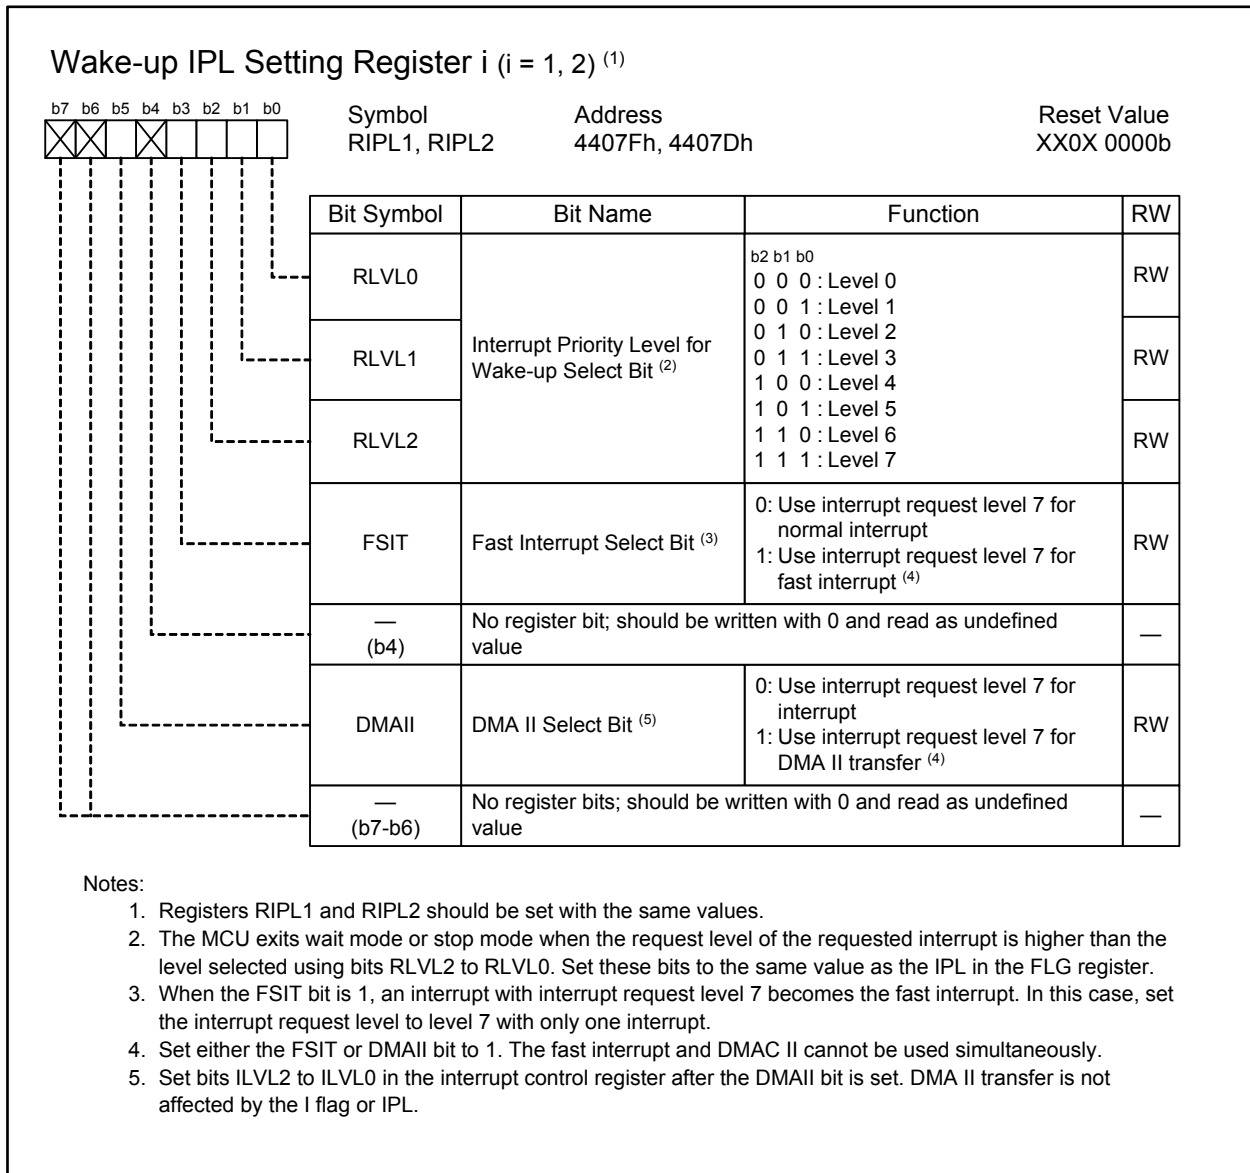 Wake-up IPL Setting Register i (i = 1, 2) (1)
b7 b6 b5 b4 b3 b2 b1 b0
Symbol Address Reset Value
RIPL1, RIPL2 4407Fh, 4407Dh XX0X 0000b
Bit Symbol Bit Name Function RW
RLVL0
RLVL1
RLVL2
Interrupt Priority Level for
Wake-up Select Bit (2)
b2 b1 b0
0 0 0 : Level 0
0 0 1 : Level 1
0 1 0 : Level 2
0 1 1 : Level 3
1 0 0 : Level 4
1 0 1 : Level 5
1 1 0 : Level 6
1 1 1 : Level 7
RW
RW
RW
FSIT
Fast Interrupt Select Bit (3)
0: Use interrupt request level 7 for
normal interrupt
1: Use interrupt request level 7 for
fast interrupt (4)
RW
—
(b4)
No register bit; should be written with 0 and read as undefined
value
—
DMAII
DMA II Select Bit (5)
0: Use interrupt request level 7 for
interrupt
1: Use interrupt request level 7 for
DMA II transfer (4)
RW
—
(b7-b6)
No register bits; should be written with 0 and read as undefined
value
—
Notes:
1. Registers RIPL1 and RIPL2 should be set with the same values.
2. The MCU exits wait mode or stop mode when the request level of the requested interrupt is higher than the
level selected using bits RLVL2 to RLVL0. Set these bits to the same value as the IPL in the FLG register.
3. When the FSIT bit is 1, an interrupt with interrupt request level 7 becomes the fast interrupt. In this case, set
the interrupt request level to level 7 with only one interrupt.
4. Set either the FSIT or DMAII bit to 1. The fast interrupt and DMAC II cannot be used simultaneously.
5. Set bits ILVL2 to ILVL0 in the interrupt control register after the DMAII bit is set. DMA II transfer is not
affected by the I flag or IPL.